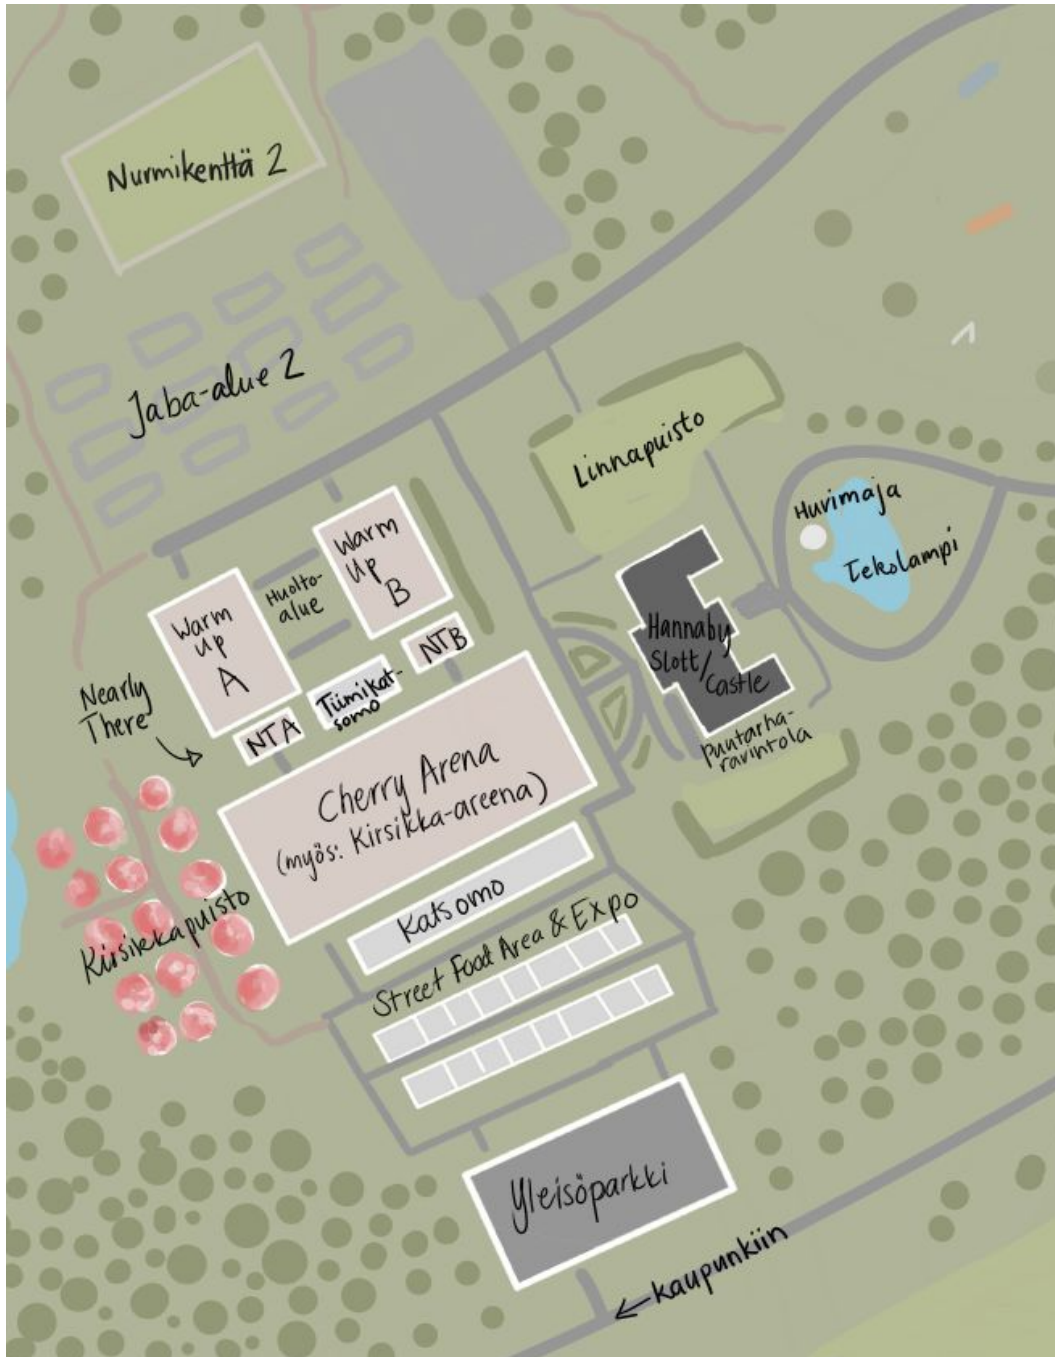 Nurmikenttä 2
Jaba-alue 2
Linnapuisto
Huvimaja
Tekolampi
Warm
Up
B
Huolto-
alue
Warm
Up
A
NTB
Hannaby
Slott/
Castle
Tiimikat-
somo
NTA
Nearly
There
Puutarha-
ravintola
Cherry Arena
(myös: Kirsikka-areena)
Katsomo
Kirsikkapuisto
Street Food Area & Expo
Yleisöparkki
kaupunkiin